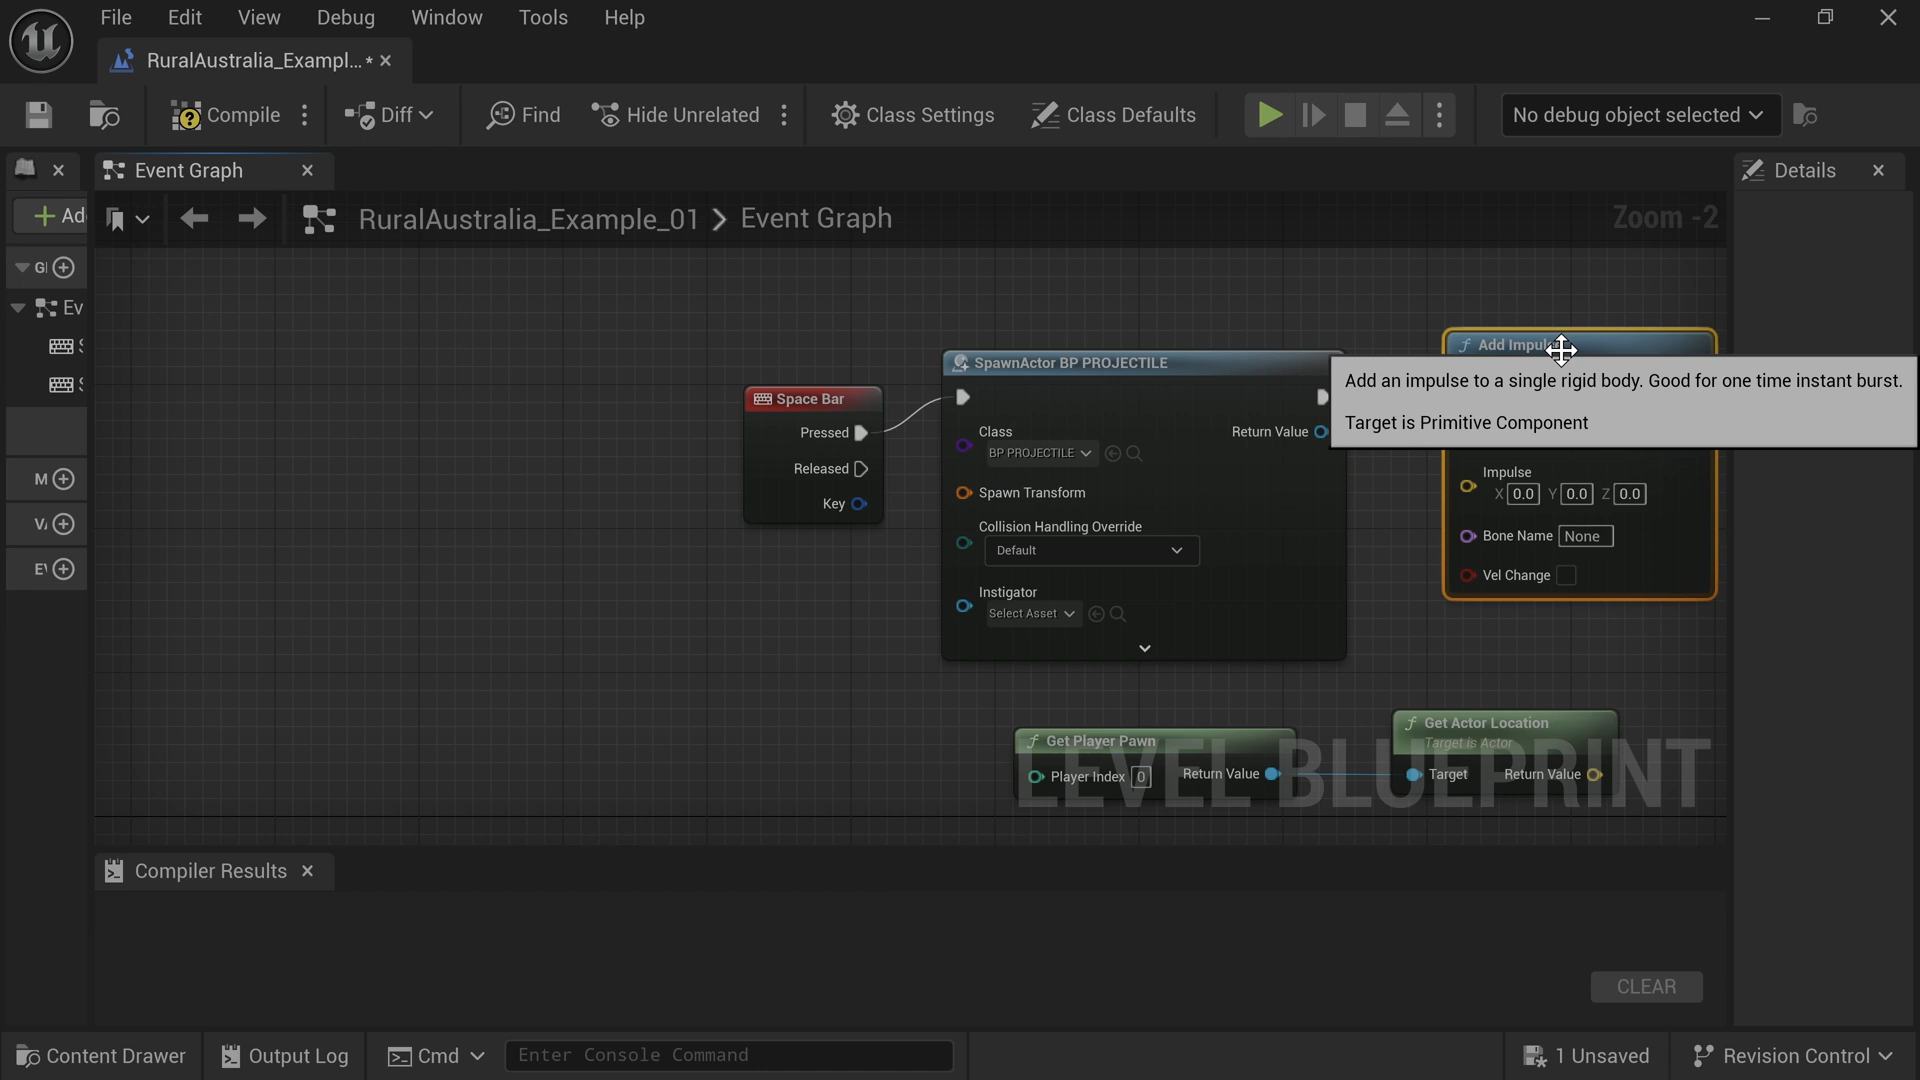 File Edit View Debug Window Tools Help
RuralAustralia_Exampl...*
Compile Diff Find Hide Unrelated Class Settings Class Defaults No debug object selected
Event Graph Details
Ad
RuralAustralia_Example_01 > Event Graph Zoom -2
G
Ev
M
V
E
Space Bar
Pressed
Released
Key
SpawnActor BP PROJECTILE
Class
BP PROJECTILE
Return Value
Spawn Transform
Collision Handling Override
Default
Instigator
Select Asset
Add Impu
Add an impulse to a single rigid body. Good for one time instant burst.
Target is Primitive Component
Impulse
X 0.0 Y 0.0 Z 0.0
Bone Name None
Vel Change
Get Player Pawn
Player Index 0 Return Value
Get Actor Location
Target is Actor
Target Return Value
LEVEL BLUEPRINT
Compiler Results
CLEAR
Content Drawer Output Log Cmd Enter Console Command 1 Unsaved Revision Control